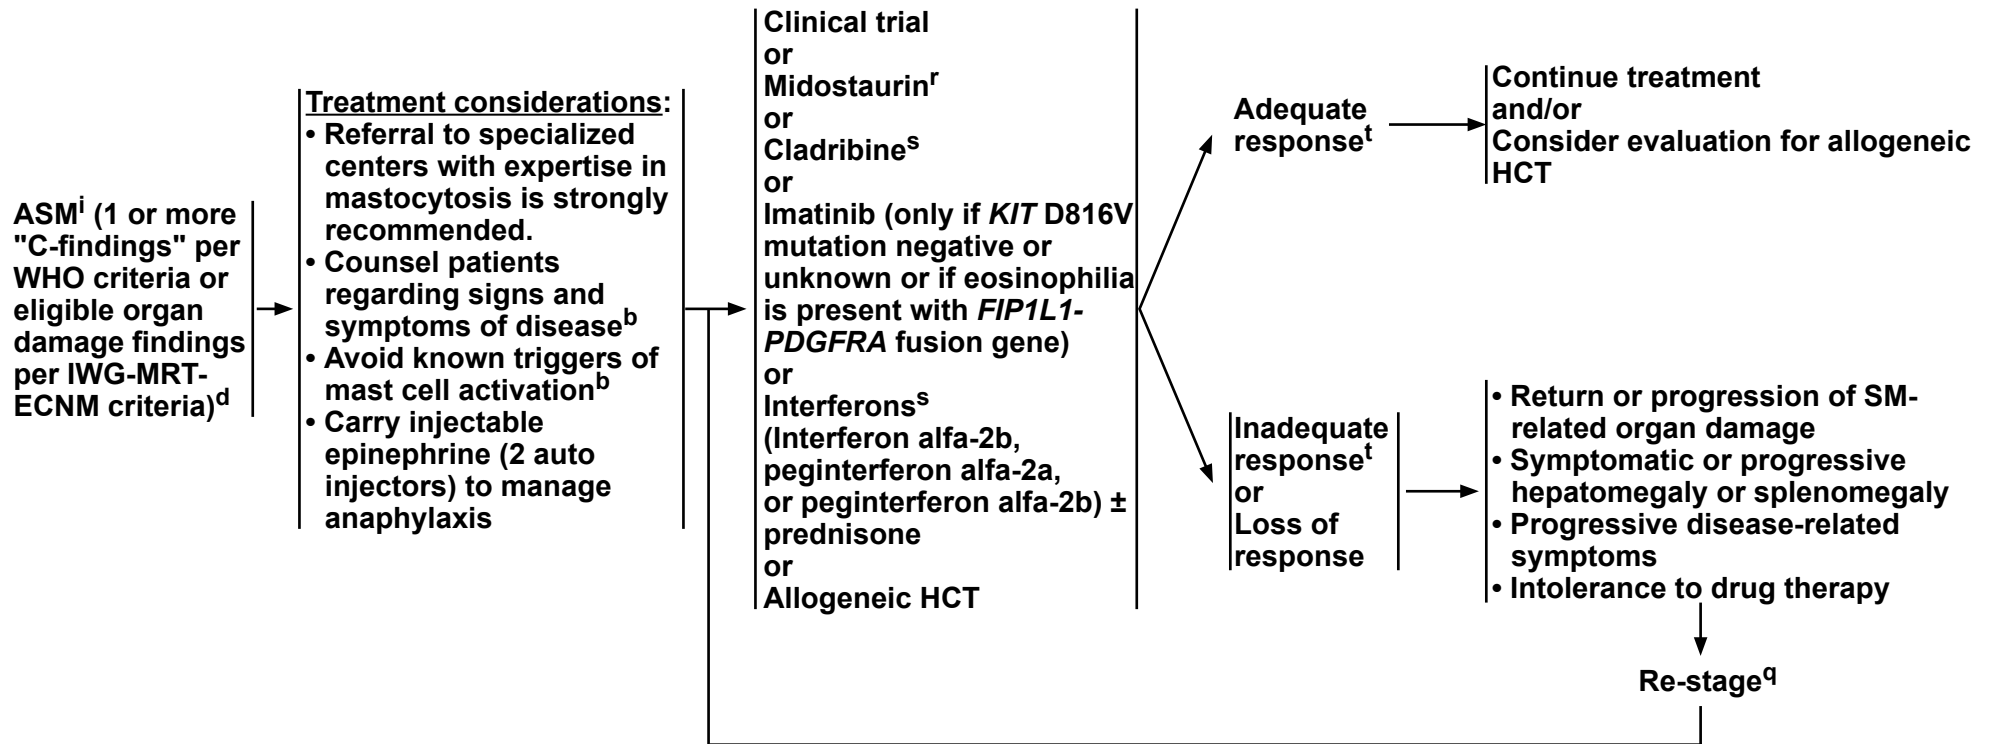 ASMⁱ (1 or more
"C-findings" per
WHO criteria or
eligible organ
damage findings
per IWG-MRT-
ECNM criteria)ᵈ
Treatment considerations:
• Referral to specialized
centers with expertise in
mastocytosis is strongly
recommended.
• Counsel patients
regarding signs and
symptoms of diseaseᵇ
• Avoid known triggers of
mast cell activationᵇ
• Carry injectable
epinephrine (2 auto
injectors) to manage
anaphylaxis
Clinical trial
or
Midostaurinʳ
or
Cladribineˢ
or
Imatinib (only if KIT D816V
mutation negative or
unknown or if eosinophilia
is present with FIP1L1-
PDGFRA fusion gene)
or
Interferonsˢ
(Interferon alfa-2b,
peginterferon alfa-2a,
or peginterferon alfa-2b) ±
prednisone
or
Allogeneic HCT
Adequate
responseᵗ
Continue treatment
and/or
Consider evaluation for allogeneic
HCT
Inadequate
responseᵗ
or
Loss of
response
• Return or progression of SM-
related organ damage
• Symptomatic or progressive
hepatomegaly or splenomegaly
• Progressive disease-related
symptoms
• Intolerance to drug therapy
Re-stage^q